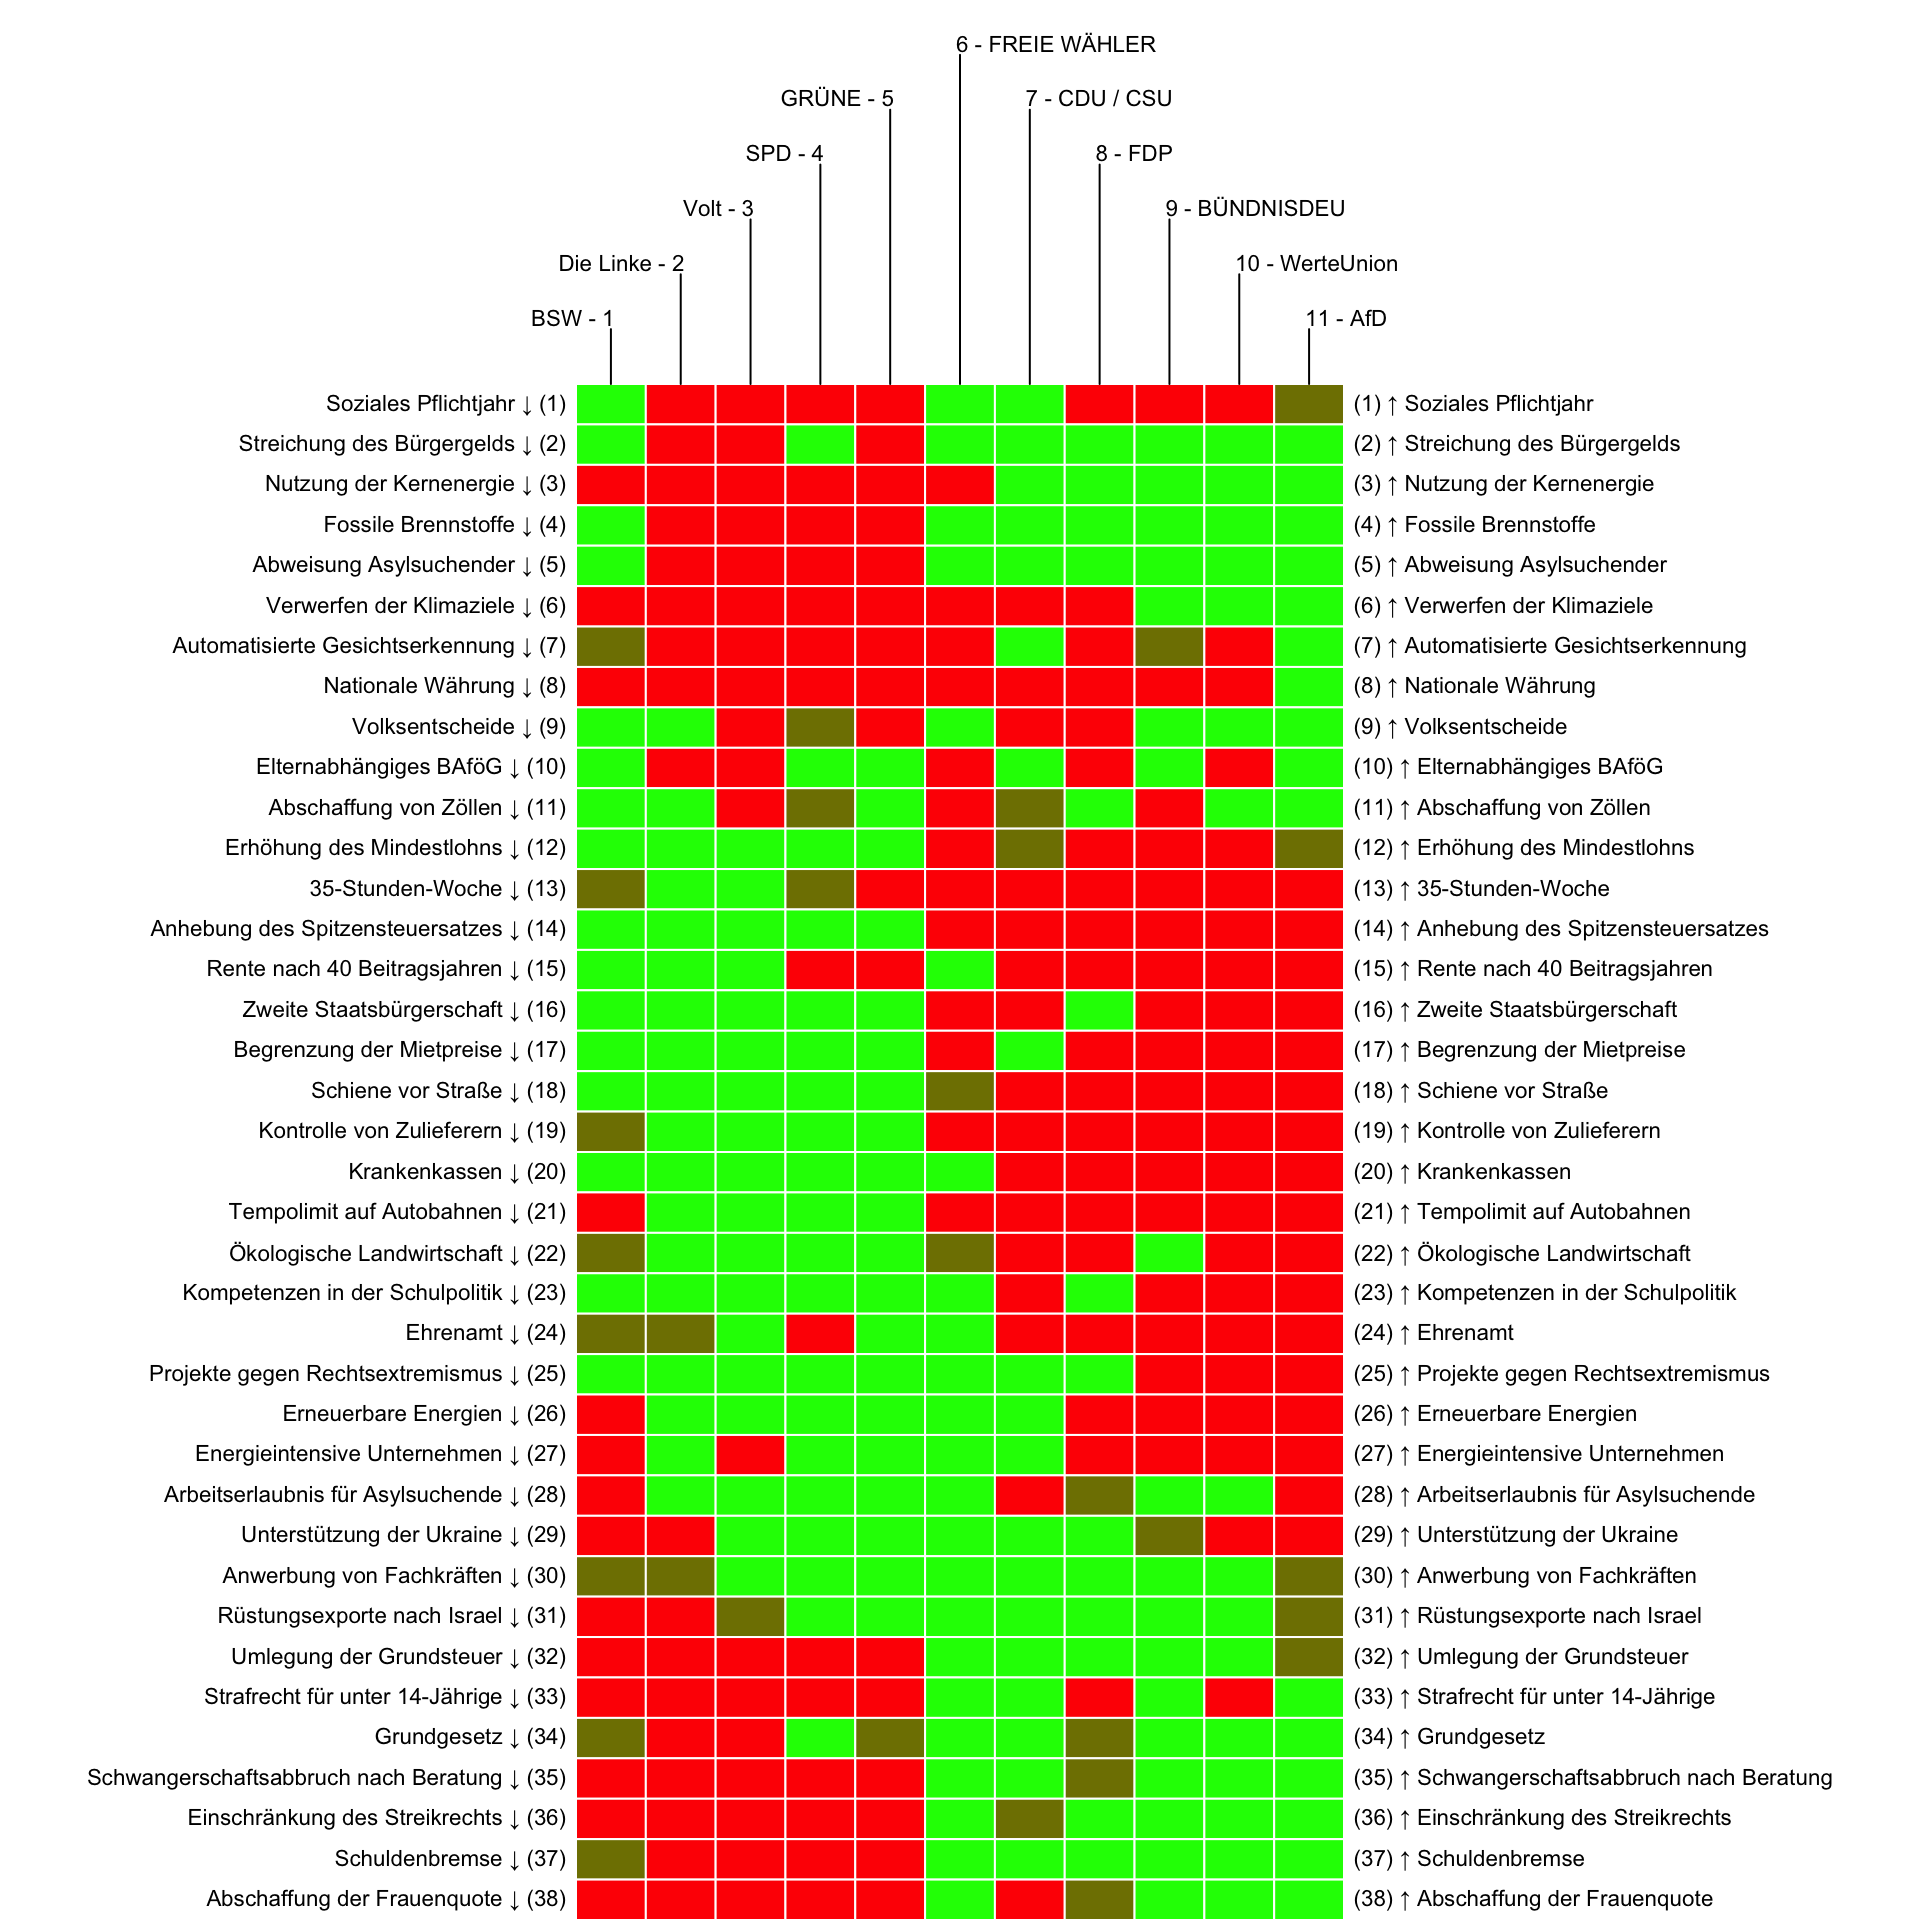 6 - FREIE WÄHLER
GRÜNE - 5
7 - CDU / CSU
SPD - 4
8 - FDP
Volt - 3
9 - BÜNDNISDEU
Die Linke - 2
10 - WerteUnion
BSW - 1
11 - AfD
Soziales Pflichtjahr ↓ (1) (1) ↑ Soziales Pflichtjahr
Streichung des Bürgergelds ↓ (2) (2) ↑ Streichung des Bürgergelds
Nutzung der Kernenergie ↓ (3) (3) ↑ Nutzung der Kernenergie
Fossile Brennstoffe ↓ (4) (4) ↑ Fossile Brennstoffe
Abweisung Asylsuchender ↓ (5) (5) ↑ Abweisung Asylsuchender
Verwerfen der Klimaziele ↓ (6) (6) ↑ Verwerfen der Klimaziele
Automatisierte Gesichtserkennung ↓ (7) (7) ↑ Automatisierte Gesichtserkennung
Nationale Währung ↓ (8) (8) ↑ Nationale Währung
Volksentscheide ↓ (9) (9) ↑ Volksentscheide
Elternabhängiges BAföG ↓ (10) (10) ↑ Elternabhängiges BAföG
Abschaffung von Zöllen ↓ (11) (11) ↑ Abschaffung von Zöllen
Erhöhung des Mindestlohns ↓ (12) (12) ↑ Erhöhung des Mindestlohns
35-Stunden-Woche ↓ (13) (13) ↑ 35-Stunden-Woche
Anhebung des Spitzensteuersatzes ↓ (14) (14) ↑ Anhebung des Spitzensteuersatzes
Rente nach 40 Beitragsjahren ↓ (15) (15) ↑ Rente nach 40 Beitragsjahren
Zweite Staatsbürgerschaft ↓ (16) (16) ↑ Zweite Staatsbürgerschaft
Begrenzung der Mietpreise ↓ (17) (17) ↑ Begrenzung der Mietpreise
Schiene vor Straße ↓ (18) (18) ↑ Schiene vor Straße
Kontrolle von Zulieferern ↓ (19) (19) ↑ Kontrolle von Zulieferern
Krankenkassen ↓ (20) (20) ↑ Krankenkassen
Tempolimit auf Autobahnen ↓ (21) (21) ↑ Tempolimit auf Autobahnen
Ökologische Landwirtschaft ↓ (22) (22) ↑ Ökologische Landwirtschaft
Kompetenzen in der Schulpolitik ↓ (23) (23) ↑ Kompetenzen in der Schulpolitik
Ehrenamt ↓ (24) (24) ↑ Ehrenamt
Projekte gegen Rechtsextremismus ↓ (25) (25) ↑ Projekte gegen Rechtsextremismus
Erneuerbare Energien ↓ (26) (26) ↑ Erneuerbare Energien
Energieintensive Unternehmen ↓ (27) (27) ↑ Energieintensive Unternehmen
Arbeitserlaubnis für Asylsuchende ↓ (28) (28) ↑ Arbeitserlaubnis für Asylsuchende
Unterstützung der Ukraine ↓ (29) (29) ↑ Unterstützung der Ukraine
Anwerbung von Fachkräften ↓ (30) (30) ↑ Anwerbung von Fachkräften
Rüstungsexporte nach Israel ↓ (31) (31) ↑ Rüstungsexporte nach Israel
Umlegung der Grundsteuer ↓ (32) (32) ↑ Umlegung der Grundsteuer
Strafrecht für unter 14-Jährige ↓ (33) (33) ↑ Strafrecht für unter 14-Jährige
Grundgesetz ↓ (34) (34) ↑ Grundgesetz
Schwangerschaftsabbruch nach Beratung ↓ (35) (35) ↑ Schwangerschaftsabbruch nach Beratung
Einschränkung des Streikrechts ↓ (36) (36) ↑ Einschränkung des Streikrechts
Schuldenbremse ↓ (37) (37) ↑ Schuldenbremse
Abschaffung der Frauenquote ↓ (38) (38) ↑ Abschaffung der Frauenquote